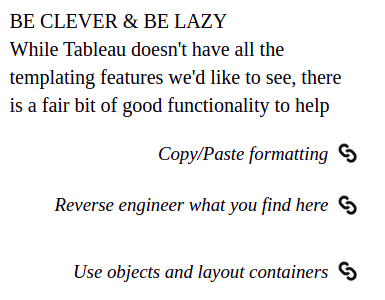 BE CLEVER & BE LAZY
While Tableau doesn't have all the
templating features we'd like to see, there
is a fair bit of good functionality to help
Copy/Paste formatting
Reverse engineer what you find here
Use objects and layout containers